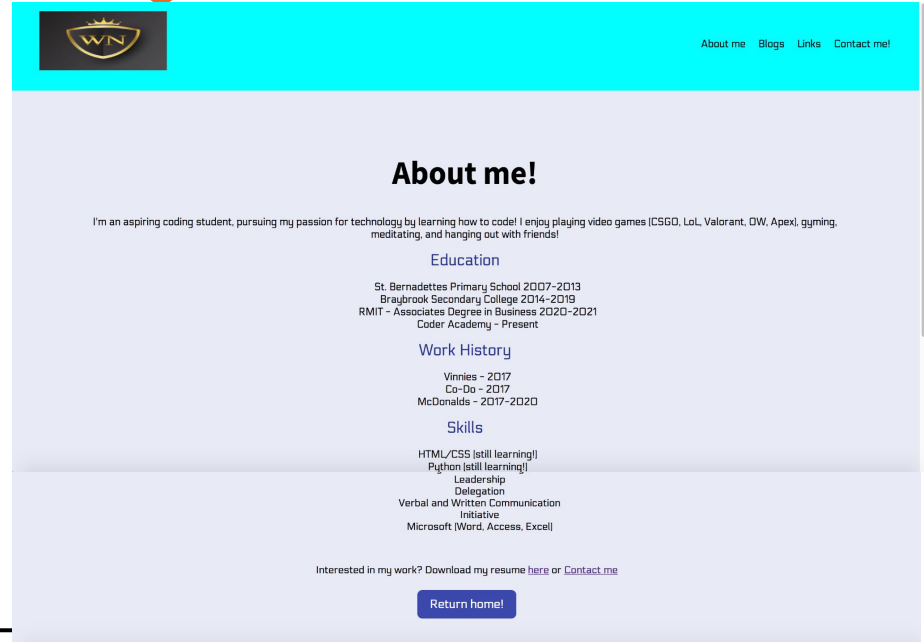 WN
About me Blogs Links Contact me!
About me!
I'm an aspiring coding student, pursuing my passion for technology by learning how to code! I enjoy playing video games (CSGO, LoL, Valorant, OW, Apex), gyming,
meditating, and hanging out with friends!
Education
St. Bernadettes Primary School 2007-2013
Braybrook Secondary College 2014-2019
RMIT - Associates Degree in Business 2020-2021
Coder Academy - Present
Work History
Vinnies - 2017
Co-Do - 2017
McDonalds - 2017-2020
Skills
HTML/CSS (still learning!)
Python (still learning!)
Leadership
Delegation
Verbal and Written Communication
Initiative
Microsoft (Word, Access, Excel)
Interested in my work? Download my resume here or Contact me
Return home!